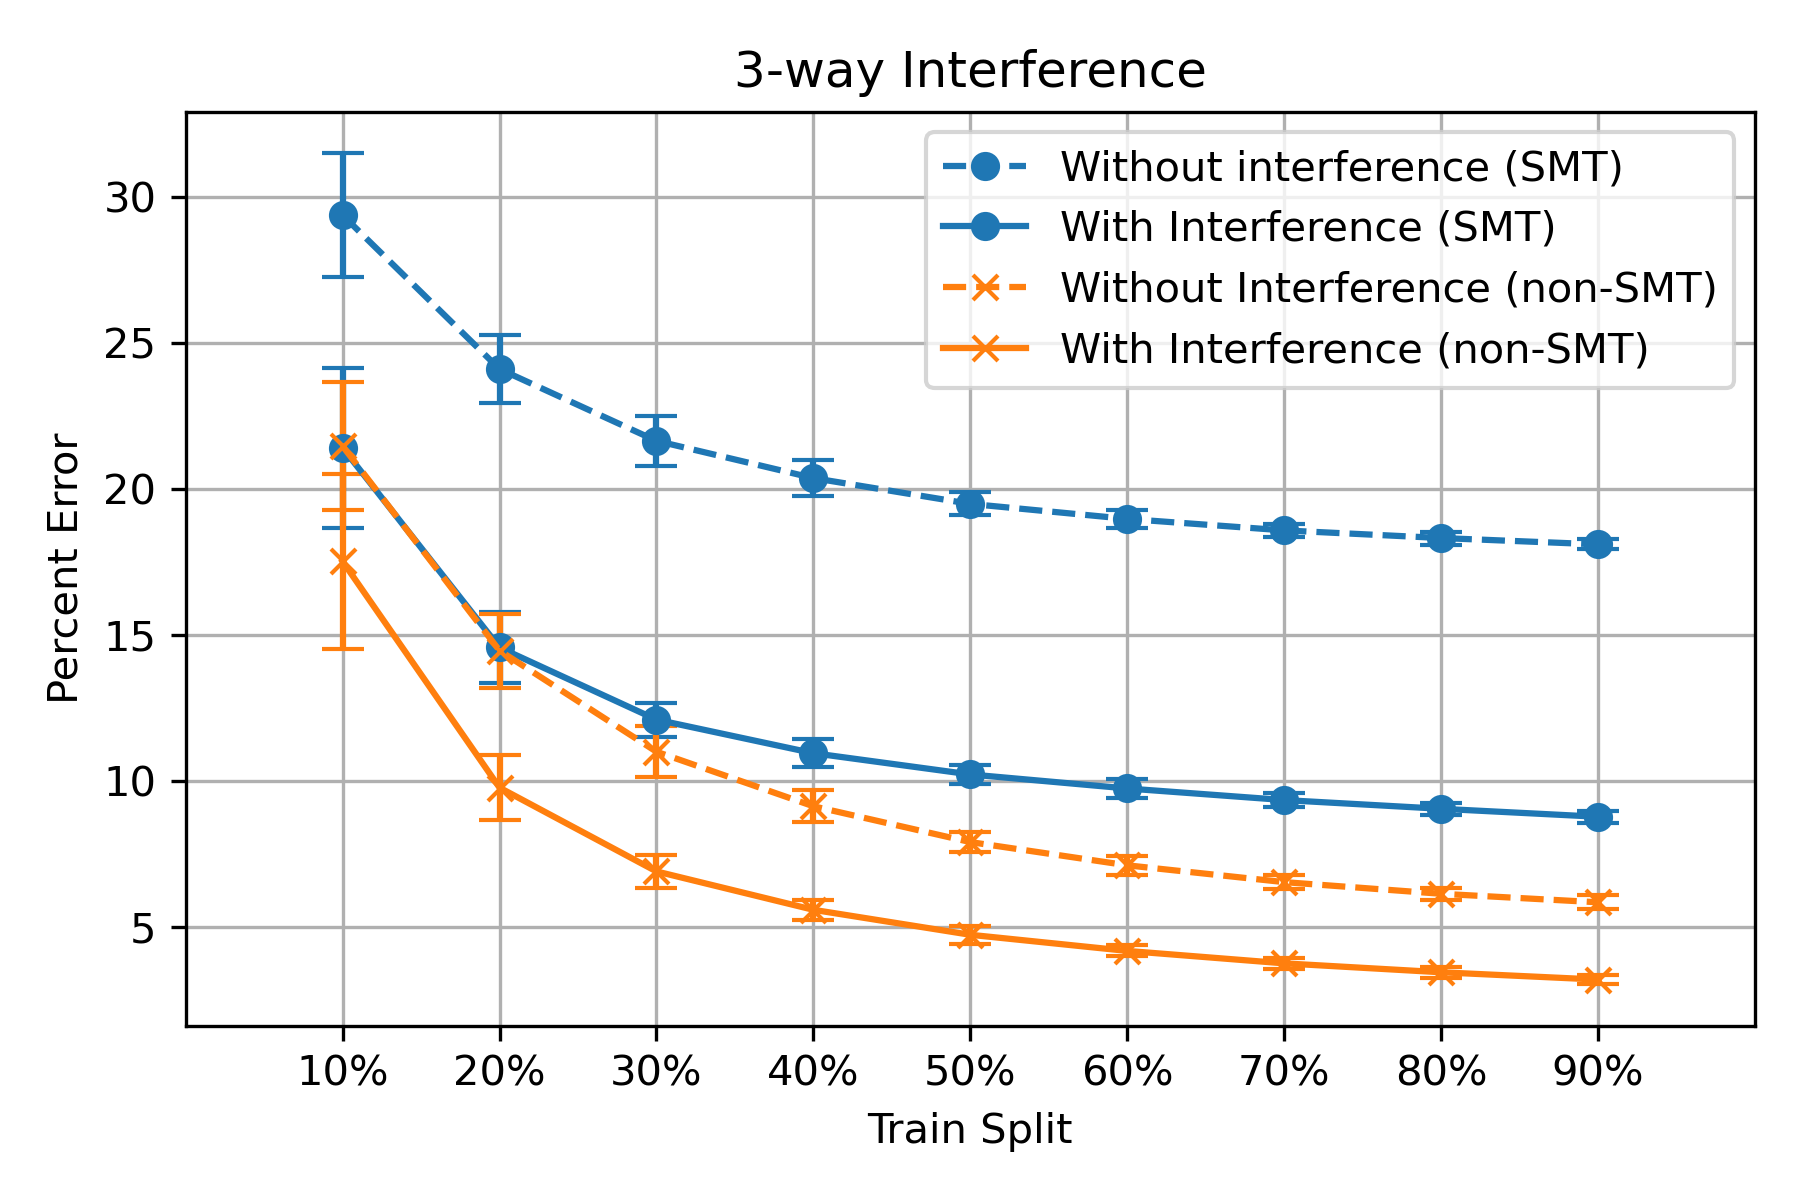 3-way Interference
Without interference (SMT)
With Interference (SMT)
Without Interference (non-SMT)
With Interference (non-SMT)
Percent Error
30
25
20
15
10
5
10% 20% 30% 40% 50% 60% 70% 80% 90%
Train Split